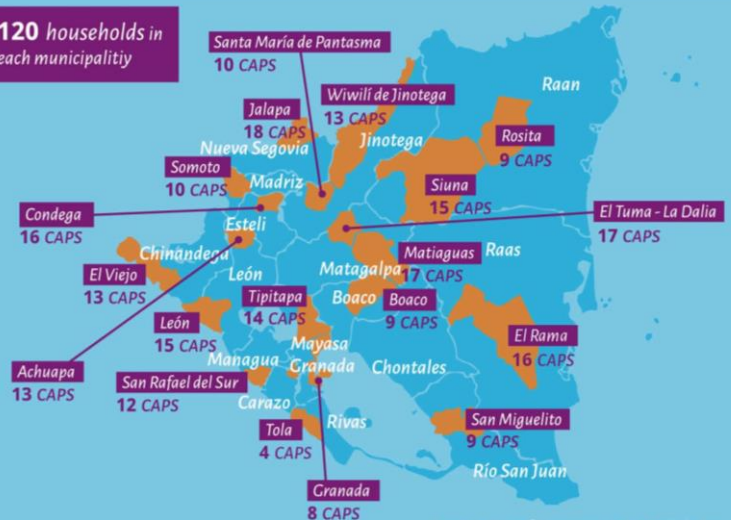 120 households in
each municipalitiy
Santa María de Pantasma
10 CAPS
Raan
Wiwilí de Jinotega
13 CAPS
Jalapa
18 CAPS
Rosita
9 CAPS
Jinotega
Nueva Segovia
Somoto
10 CAPS
Madriz
Siuna
15 CAPS
Condega
16 CAPS
El Tuma - La Dalia
17 CAPS
Esteli
Chinandega
Matiaguas
17 CAPS
Raas
El Viejo
13 CAPS
León
Matagalpa
Tipitapa
14 CAPS
Boaco
Boaco
9 CAPS
León
15 CAPS
El Rama
16 CAPS
Mayasa
Managua
Granada
Chontales
Achuapa
13 CAPS
San Rafael del Sur
12 CAPS
Carazo
San Miguelito
9 CAPS
Tola
4 CAPS
Rivas
Río San Juan
Granada
8 CAPS